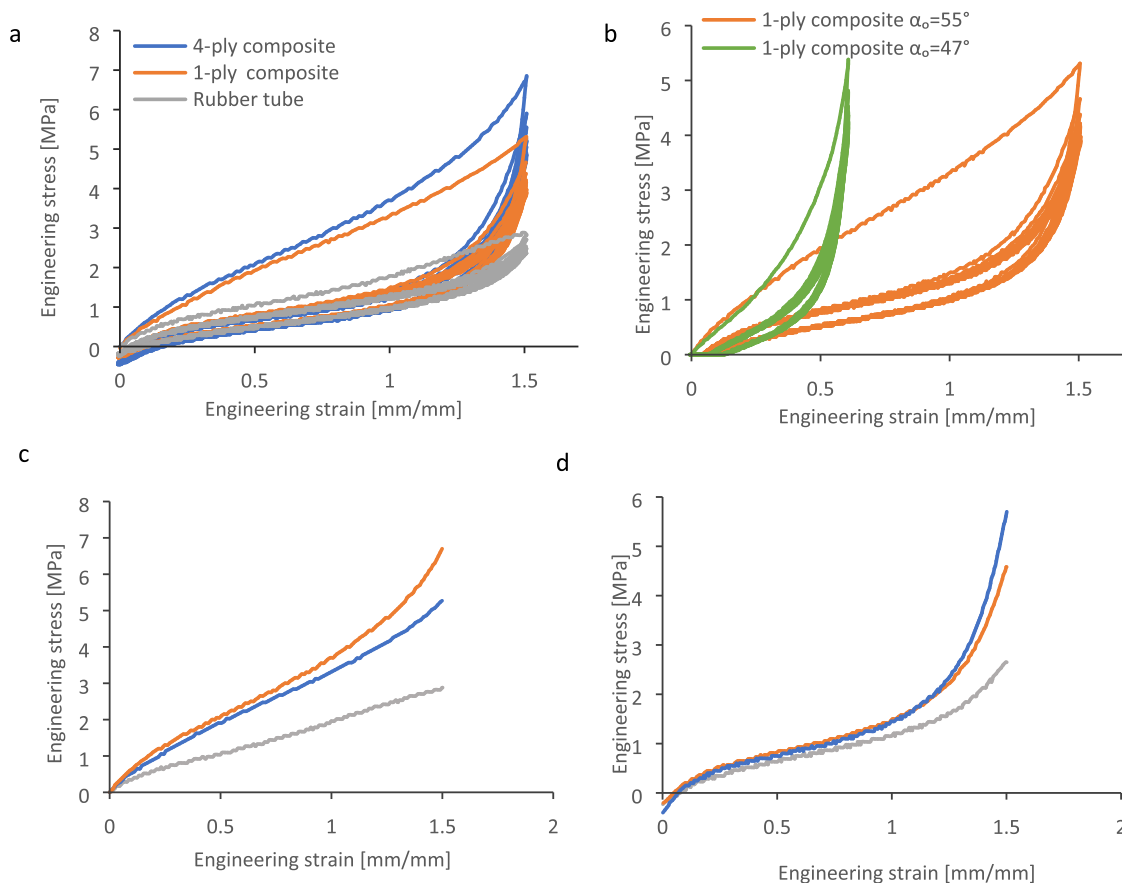 a
8
7
6
5
4
3
2
1
0
Engineering stress [MPa]
4-ply composite
1-ply composite
Rubber tube
0
0.5
1
1.5
Engineering strain [mm/mm]
b
6
5
4
3
2
1
0
Engineering stress [MPa]
1-ply composite αₒ=55°
1-ply composite αₒ=47°
0
0.5
1
1.5
Engineering strain [mm/mm]
c
8
7
6
5
4
3
2
1
0
Engineering stress [MPa]
0
0.5
1
1.5
2
Engineering strain [mm/mm]
d
6
5
4
3
2
1
0
Engineering stress [MPa]
0
0.5
1
1.5
2
Engineering strain [mm/mm]